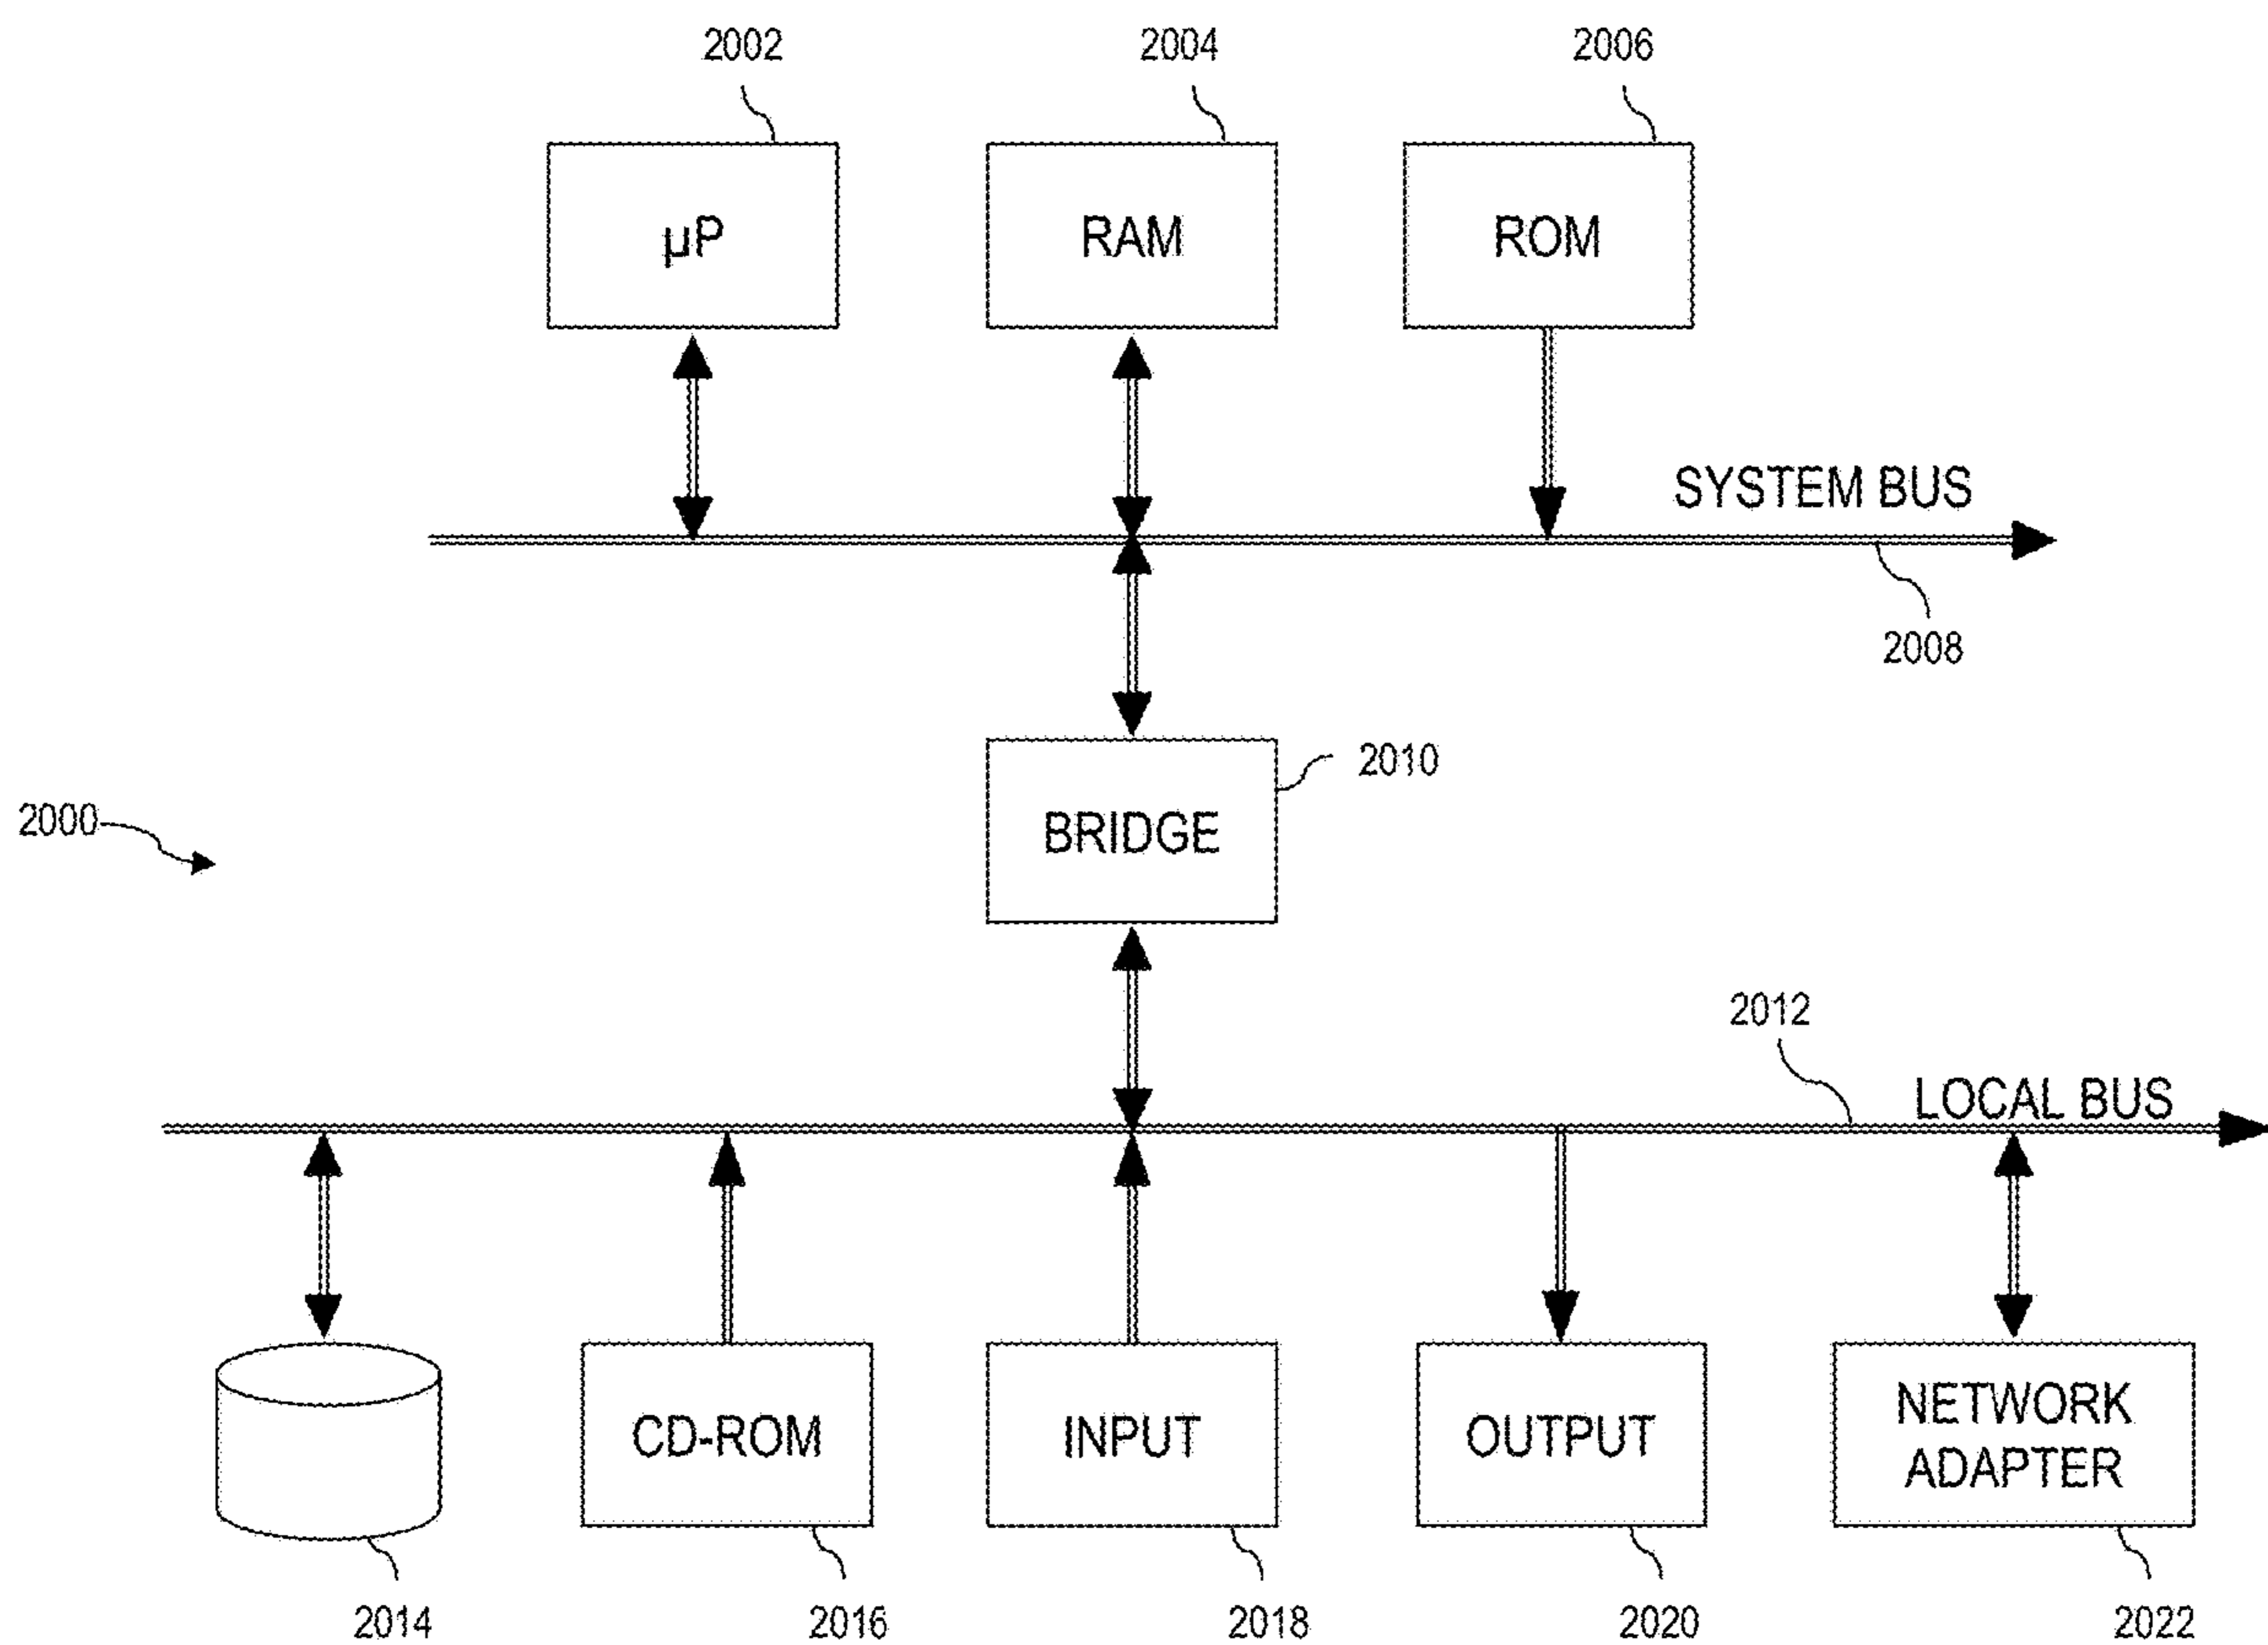 2002
2004
2006
µP
RAM
ROM
SYSTEM BUS
2008
2010
BRIDGE
2000
2012
LOCAL BUS
CD-ROM
INPUT
OUTPUT
NETWORK
ADAPTER
2014
2016
2018
2020
2022